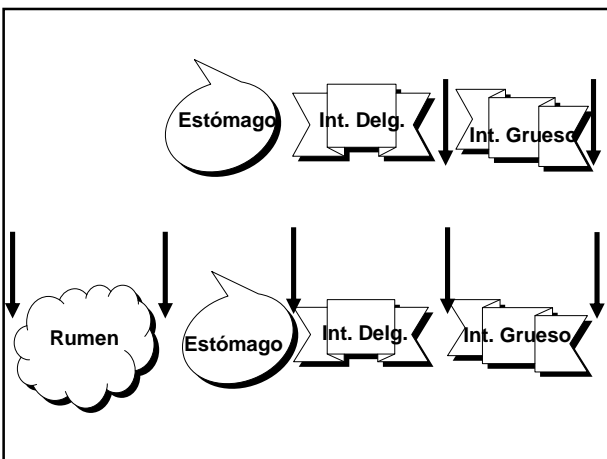 Estómago
Int. Delg.
Int. Grueso
Rumen
Estómago
Int. Delg.
Int. Grueso